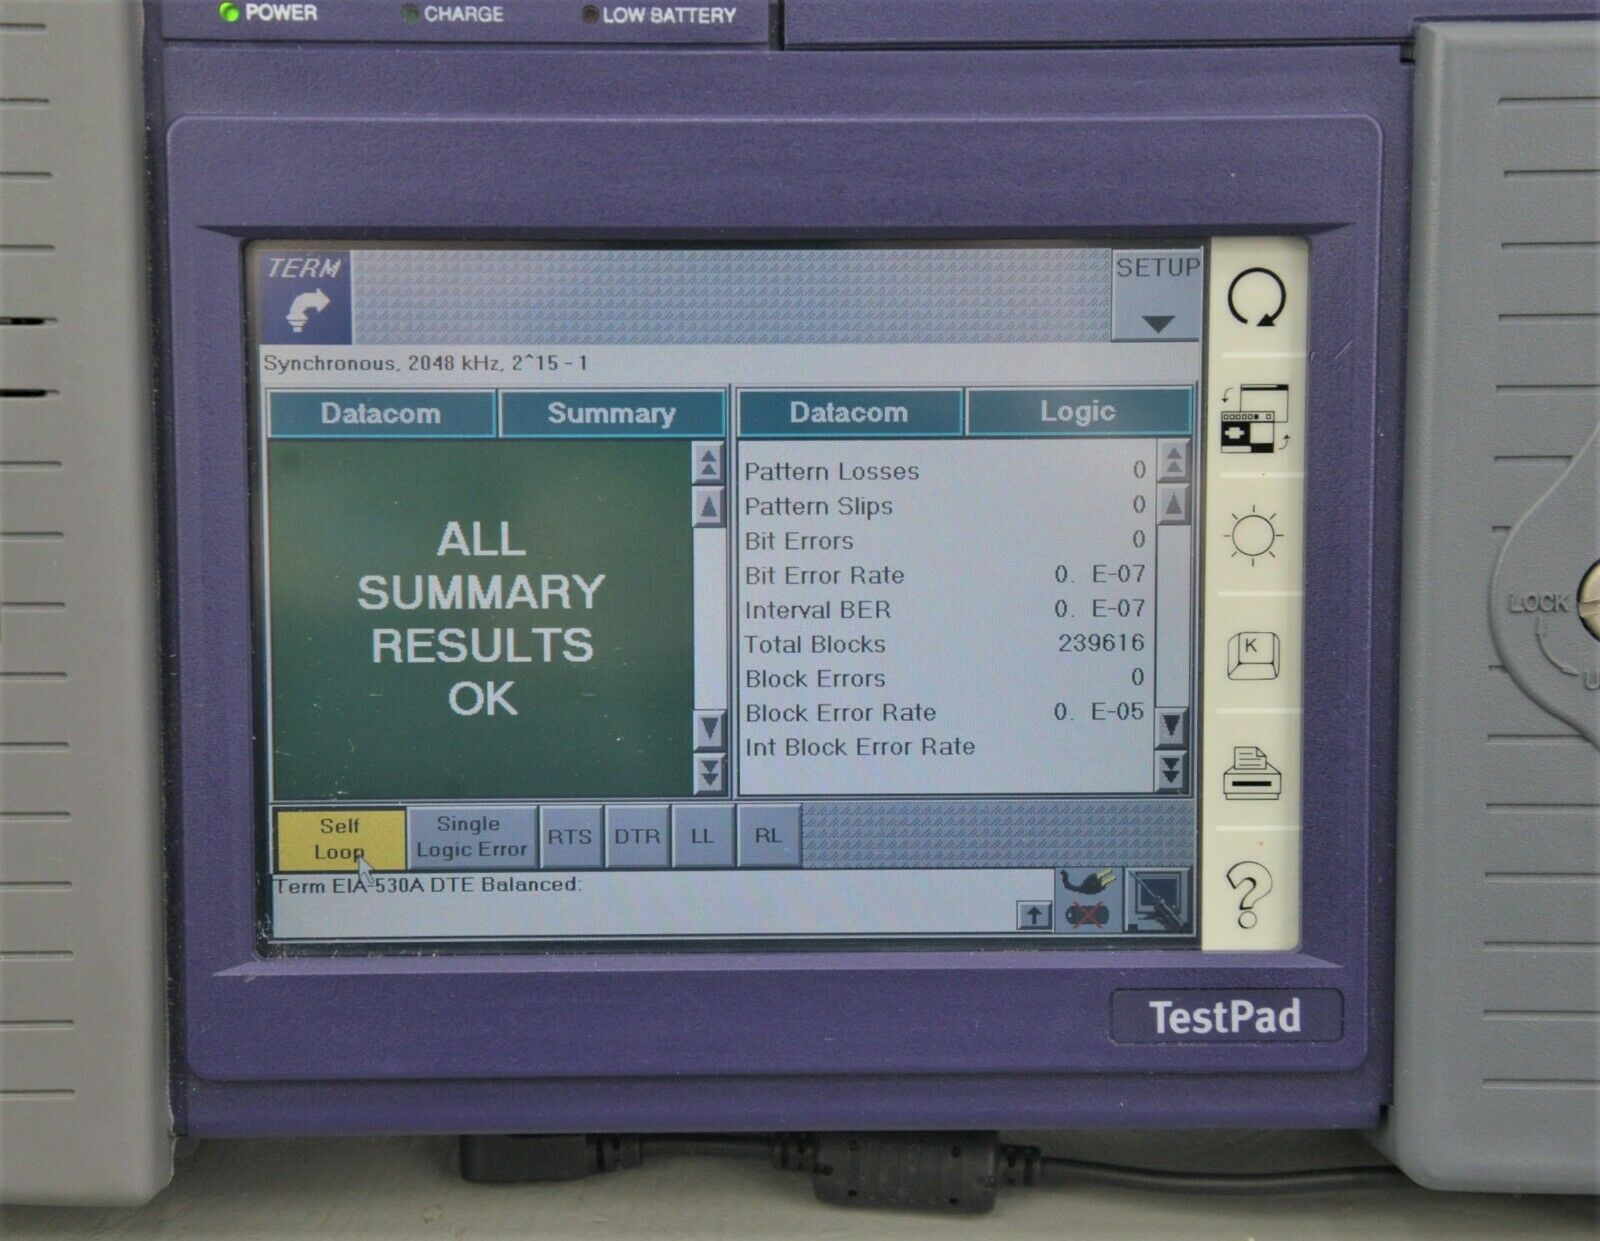 POWER CHARGE LOW BATTERY
TERM
SETUP
Synchronous, 2048 kHz, 2^15 - 1
Datacom Summary
ALL
SUMMARY
RESULTS
OK
Datacom Logic
Pattern Losses 0
Pattern Slips 0
Bit Errors 0
Bit Error Rate 0. E-07
Interval BER 0. E-07
Total Blocks 239616
Block Errors 0
Block Error Rate 0. E-05
Int Block Error Rate
Self
Loop
Single
Logic Error
RTS
DTR
LL
RL
Term EIA-530A DTE Balanced:
K
?
TestPad
LOCK